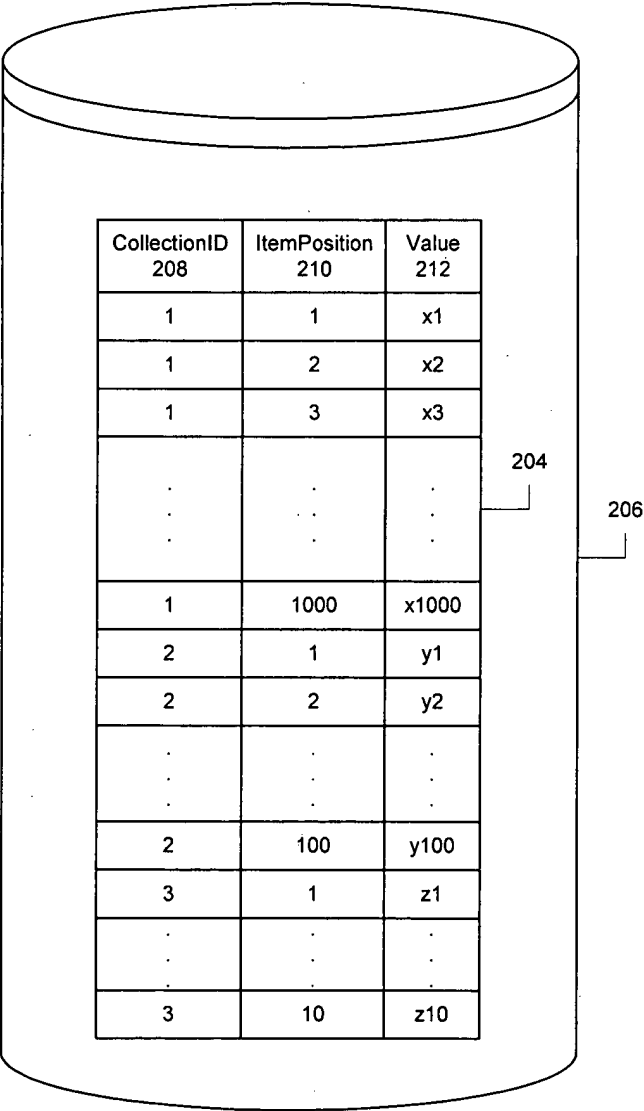 CollectionID ItemPosition Value
208 210 212
1 1 x1
1 2 x2
1 3 x3
. . .
. . .
. . .
204
206
1 1000 x1000
2 1 y1
2 2 y2
. . .
. . .
. . .
2 100 y100
3 1 z1
. . .
. . .
. . .
3 10 z10